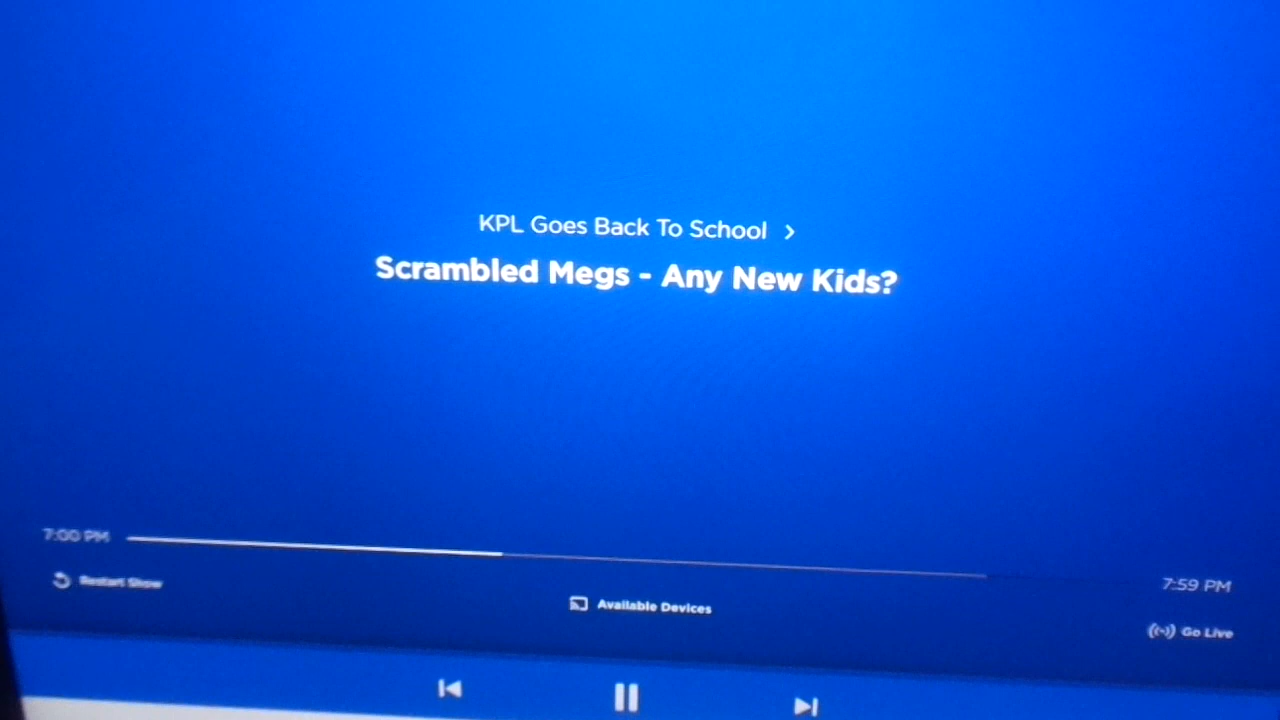 KPL Goes Back To School
Scrambled Megs - Any New Kids?
7:00 PM
7:59 PM
Restart Show
Available Devices
Go Live